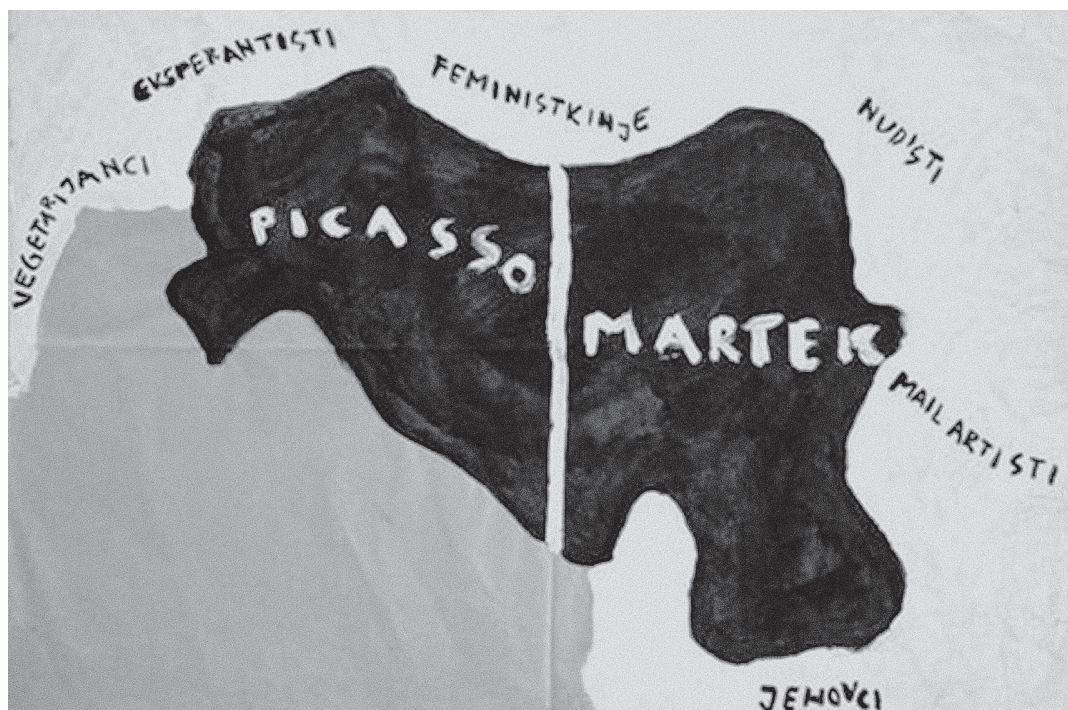 EKSPERANTISTI
FEMINISTKINJE
NUDISTI
VEGETARIJANCI
PICASSO
MARTEK
MAIL ARTISTI
JEHOVCI